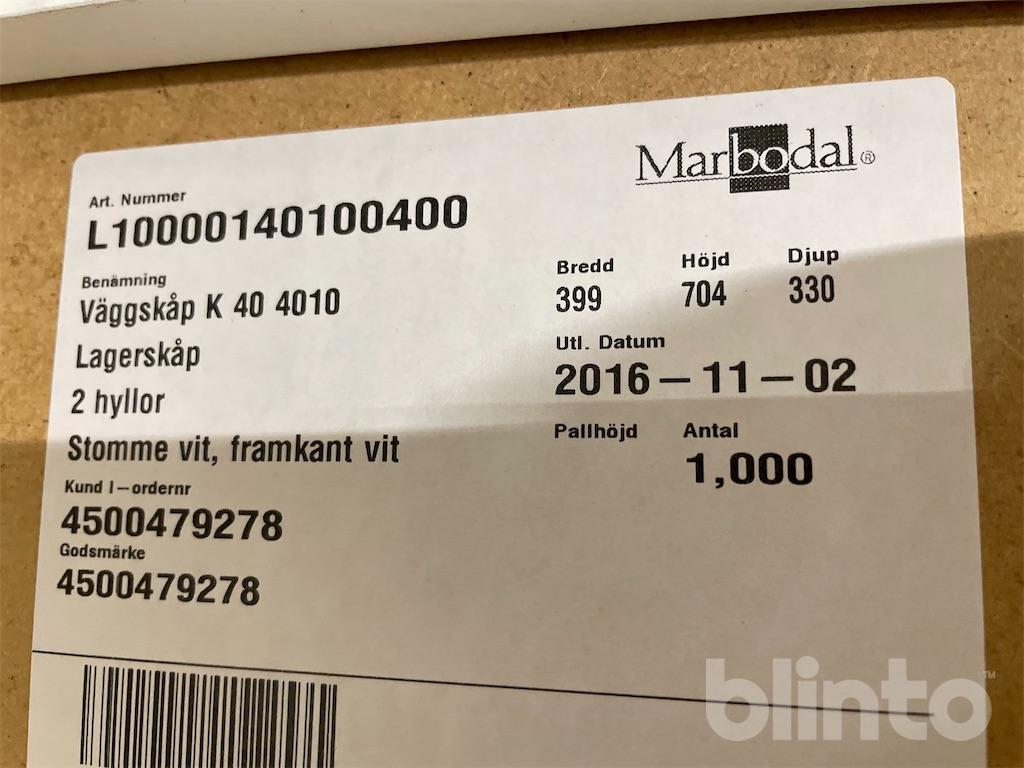 Marbodal®
Art. Nummer
L10000140100400
Benämning
Väggskåp K 40 4010
Lagerskåp
2 hyllor
Stomme vit, framkant vit
Kund I-ordernr
4500479278
Godsmärke
4500479278
Bredd Höjd Djup
399 704 330
Utl. Datum
2016-11-02
Pallhöjd Antal
1,000
blinto™